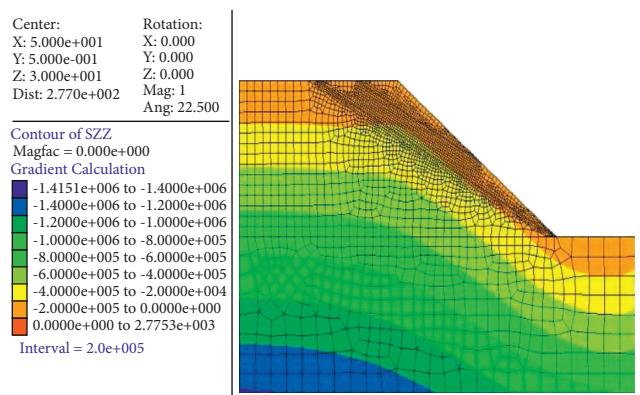 Center:
X: 5.000e+001
Y: 5.000e-001
Z: 3.000e+001
Dist: 2.770e+002
Rotation:
X: 0.000
Y: 0.000
Z: 0.000
Mag: 1
Ang: 22.500
Contour of SZZ
Magfac = 0.000e+000
Gradient Calculation
-1.4151e+006 to -1.4000e+006
-1.4000e+006 to -1.2000e+006
-1.2000e+006 to -1.0000e+006
-1.0000e+006 to -8.0000e+005
-8.0000e+005 to -6.0000e+005
-6.0000e+005 to -4.0000e+005
-4.0000e+005 to -2.0000e+004
-2.0000e+005 to 0.0000e+000
0.0000e+000 to 2.7753e+003
Interval = 2.0e+005